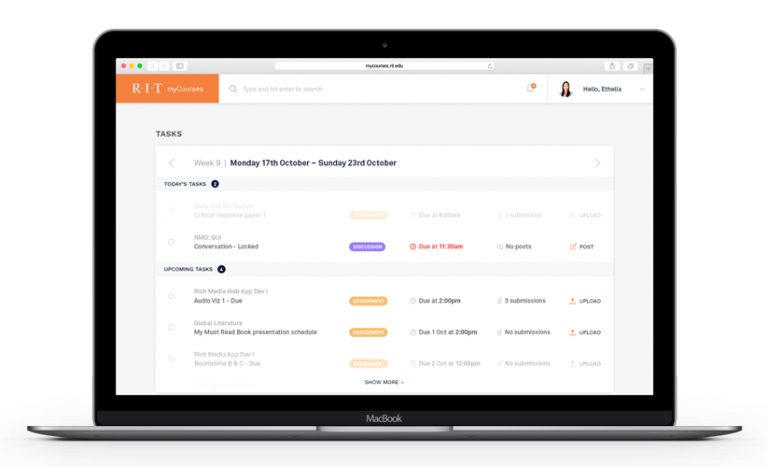 mycourses.rit.edu
R·I·T myCourses
Type and hit enter to search
Hello, Ethelia
TASKS
Week 9 | Monday 17th October – Sunday 23rd October
TODAY'S TASKS 2
Critical response paper 1 ASSIGNMENT Due at 9:00am 1 submission UPLOAD
NMD: GUI
Conversation - Locked DISCUSSION Due at 11:30am No posts POST
UPCOMING TASKS 4
Rich Media Web App Dev I
Audio Viz 1 - Due ASSIGNMENT Due at 2:00pm 3 submissions UPLOAD
Global Literature
My Must Read Book presentation schedule ASSIGNMENT Due 1 Oct at 2:00pm No submissions UPLOAD
Rich Media App Dev I
B & C - Due ASSIGNMENT Due 2 Oct at 12:00pm No submissions UPLOAD
SHOW MORE
MacBook